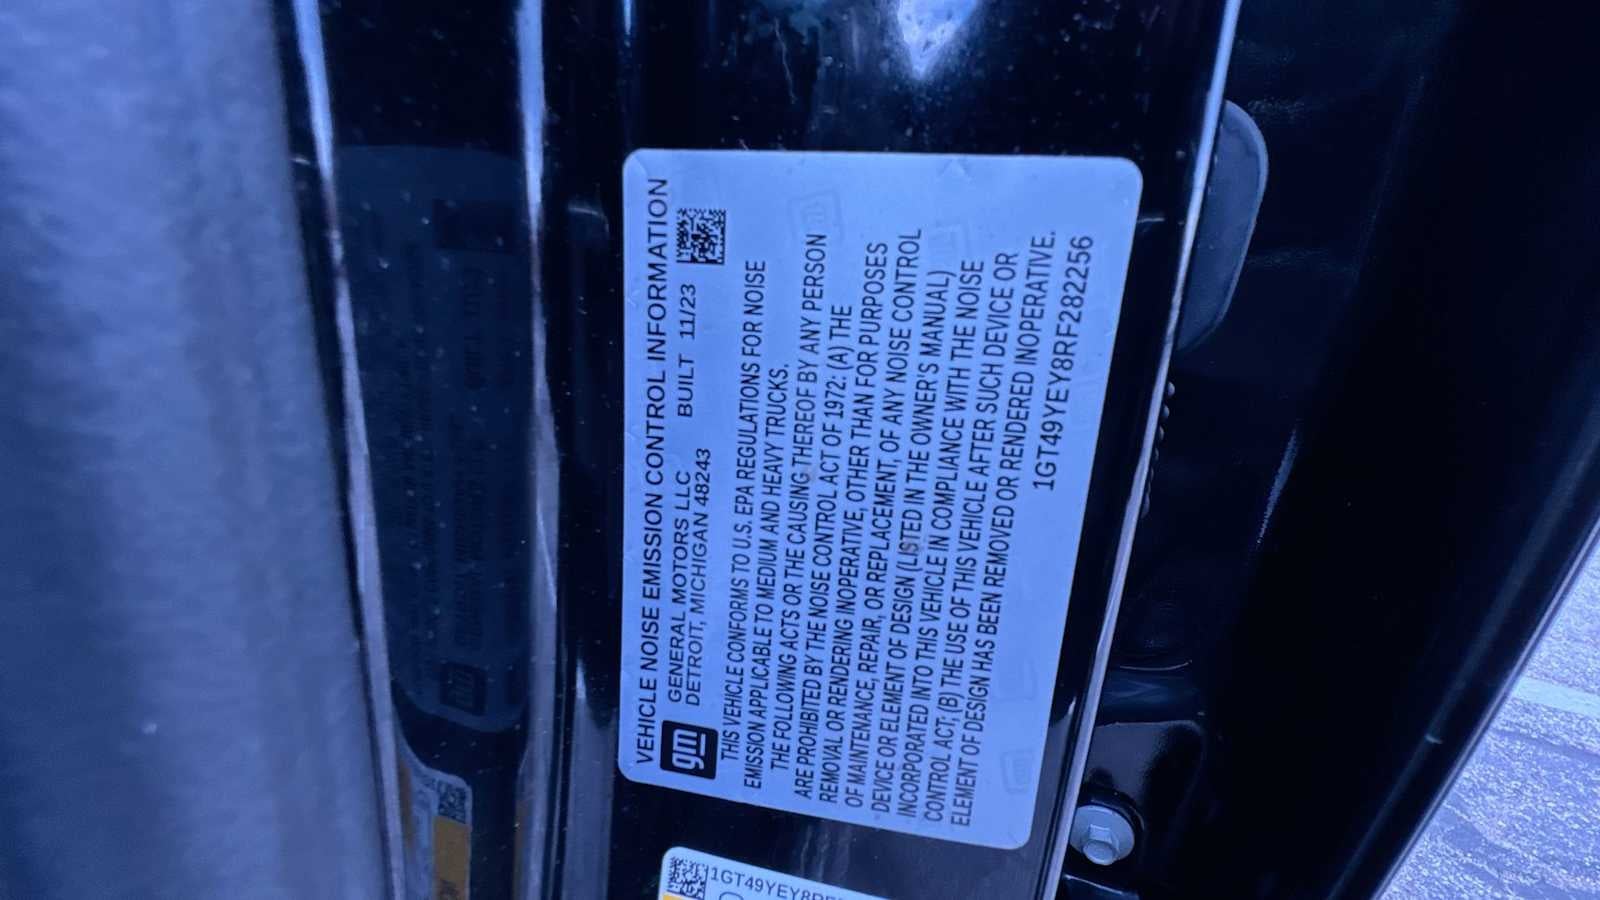 VEHICLE NOISE EMISSION CONTROL INFORMATION
gm
GENERAL MOTORS LLC
DETROIT, MICHIGAN 48243
BUILT 11/23
THIS VEHICLE CONFORMS TO U.S. EPA REGULATIONS FOR NOISE
EMISSION APPLICABLE TO MEDIUM AND HEAVY TRUCKS.
THE FOLLOWING ACTS OR THE CAUSING THEREOF BY ANY PERSON
ARE PROHIBITED BY THE NOISE CONTROL ACT OF 1972: (A) THE
REMOVAL OR RENDERING INOPERATIVE, OTHER THAN FOR PURPOSES
OF MAINTENANCE, REPAIR, OR REPLACEMENT, OF ANY NOISE CONTROL
DEVICE OR ELEMENT OF DESIGN (LISTED IN THE OWNER'S MANUAL)
INCORPORATED INTO THIS VEHICLE IN COMPLIANCE WITH THE NOISE
CONTROL ACT; (B) THE USE OF THIS VEHICLE AFTER SUCH DEVICE OR
ELEMENT OF DESIGN HAS BEEN REMOVED OR RENDERED INOPERATIVE.
1GT49YEY8RF282256
1GT49YEY8RF